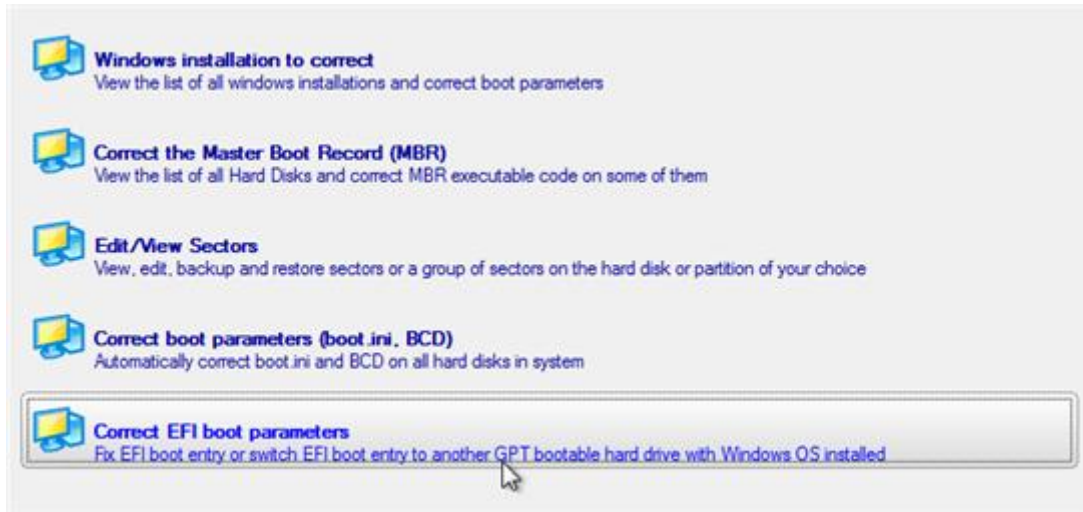 Windows installation to correct
View the list of all windows installations and correct boot parameters
Correct the Master Boot Record (MBR)
View the list of all Hard Disks and correct MBR executable code on some of them
Edit/View Sectors
View, edit, backup and restore sectors or a group of sectors on the hard disk or partition of your choice
Correct boot parameters (boot.ini, BCD)
Automatically correct boot.ini and BCD on all hard disks in system
Correct EFI boot parameters
Fix EFI boot entry or switch EFI boot entry to another GPT bootable hard drive with Windows OS installed